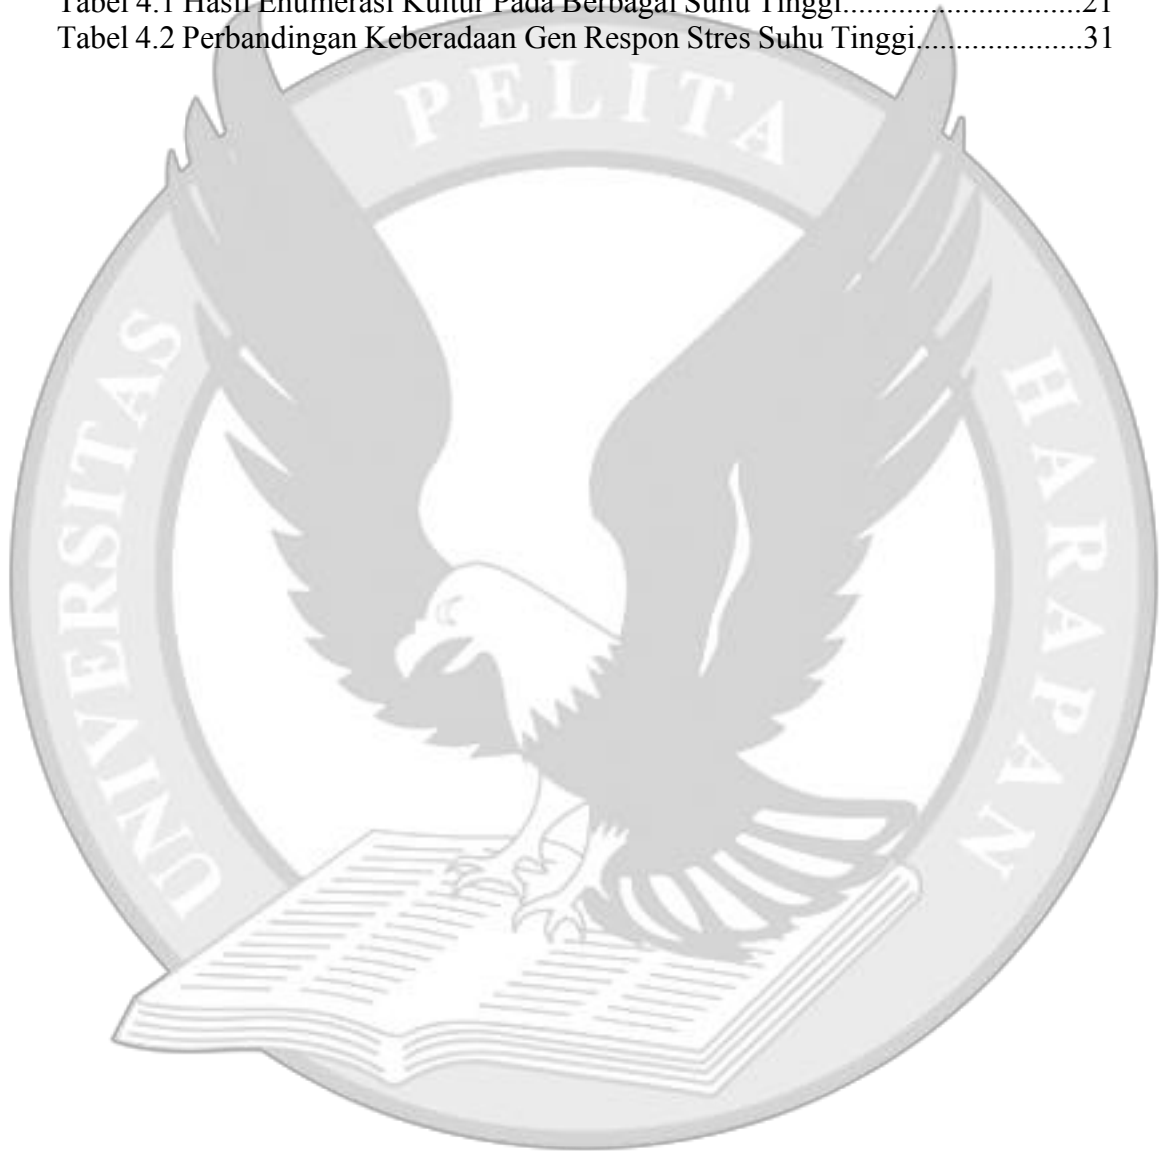 Tabel 4.1 Hasil Enumerasi Kultur Pada Berbagai Suhu Tinggi............................21
Tabel 4.2 Perbandingan Keberadaan Gen Respon Stres Suhu Tinggi.....................31
UNIVERSITAS PELITA HARAPAN